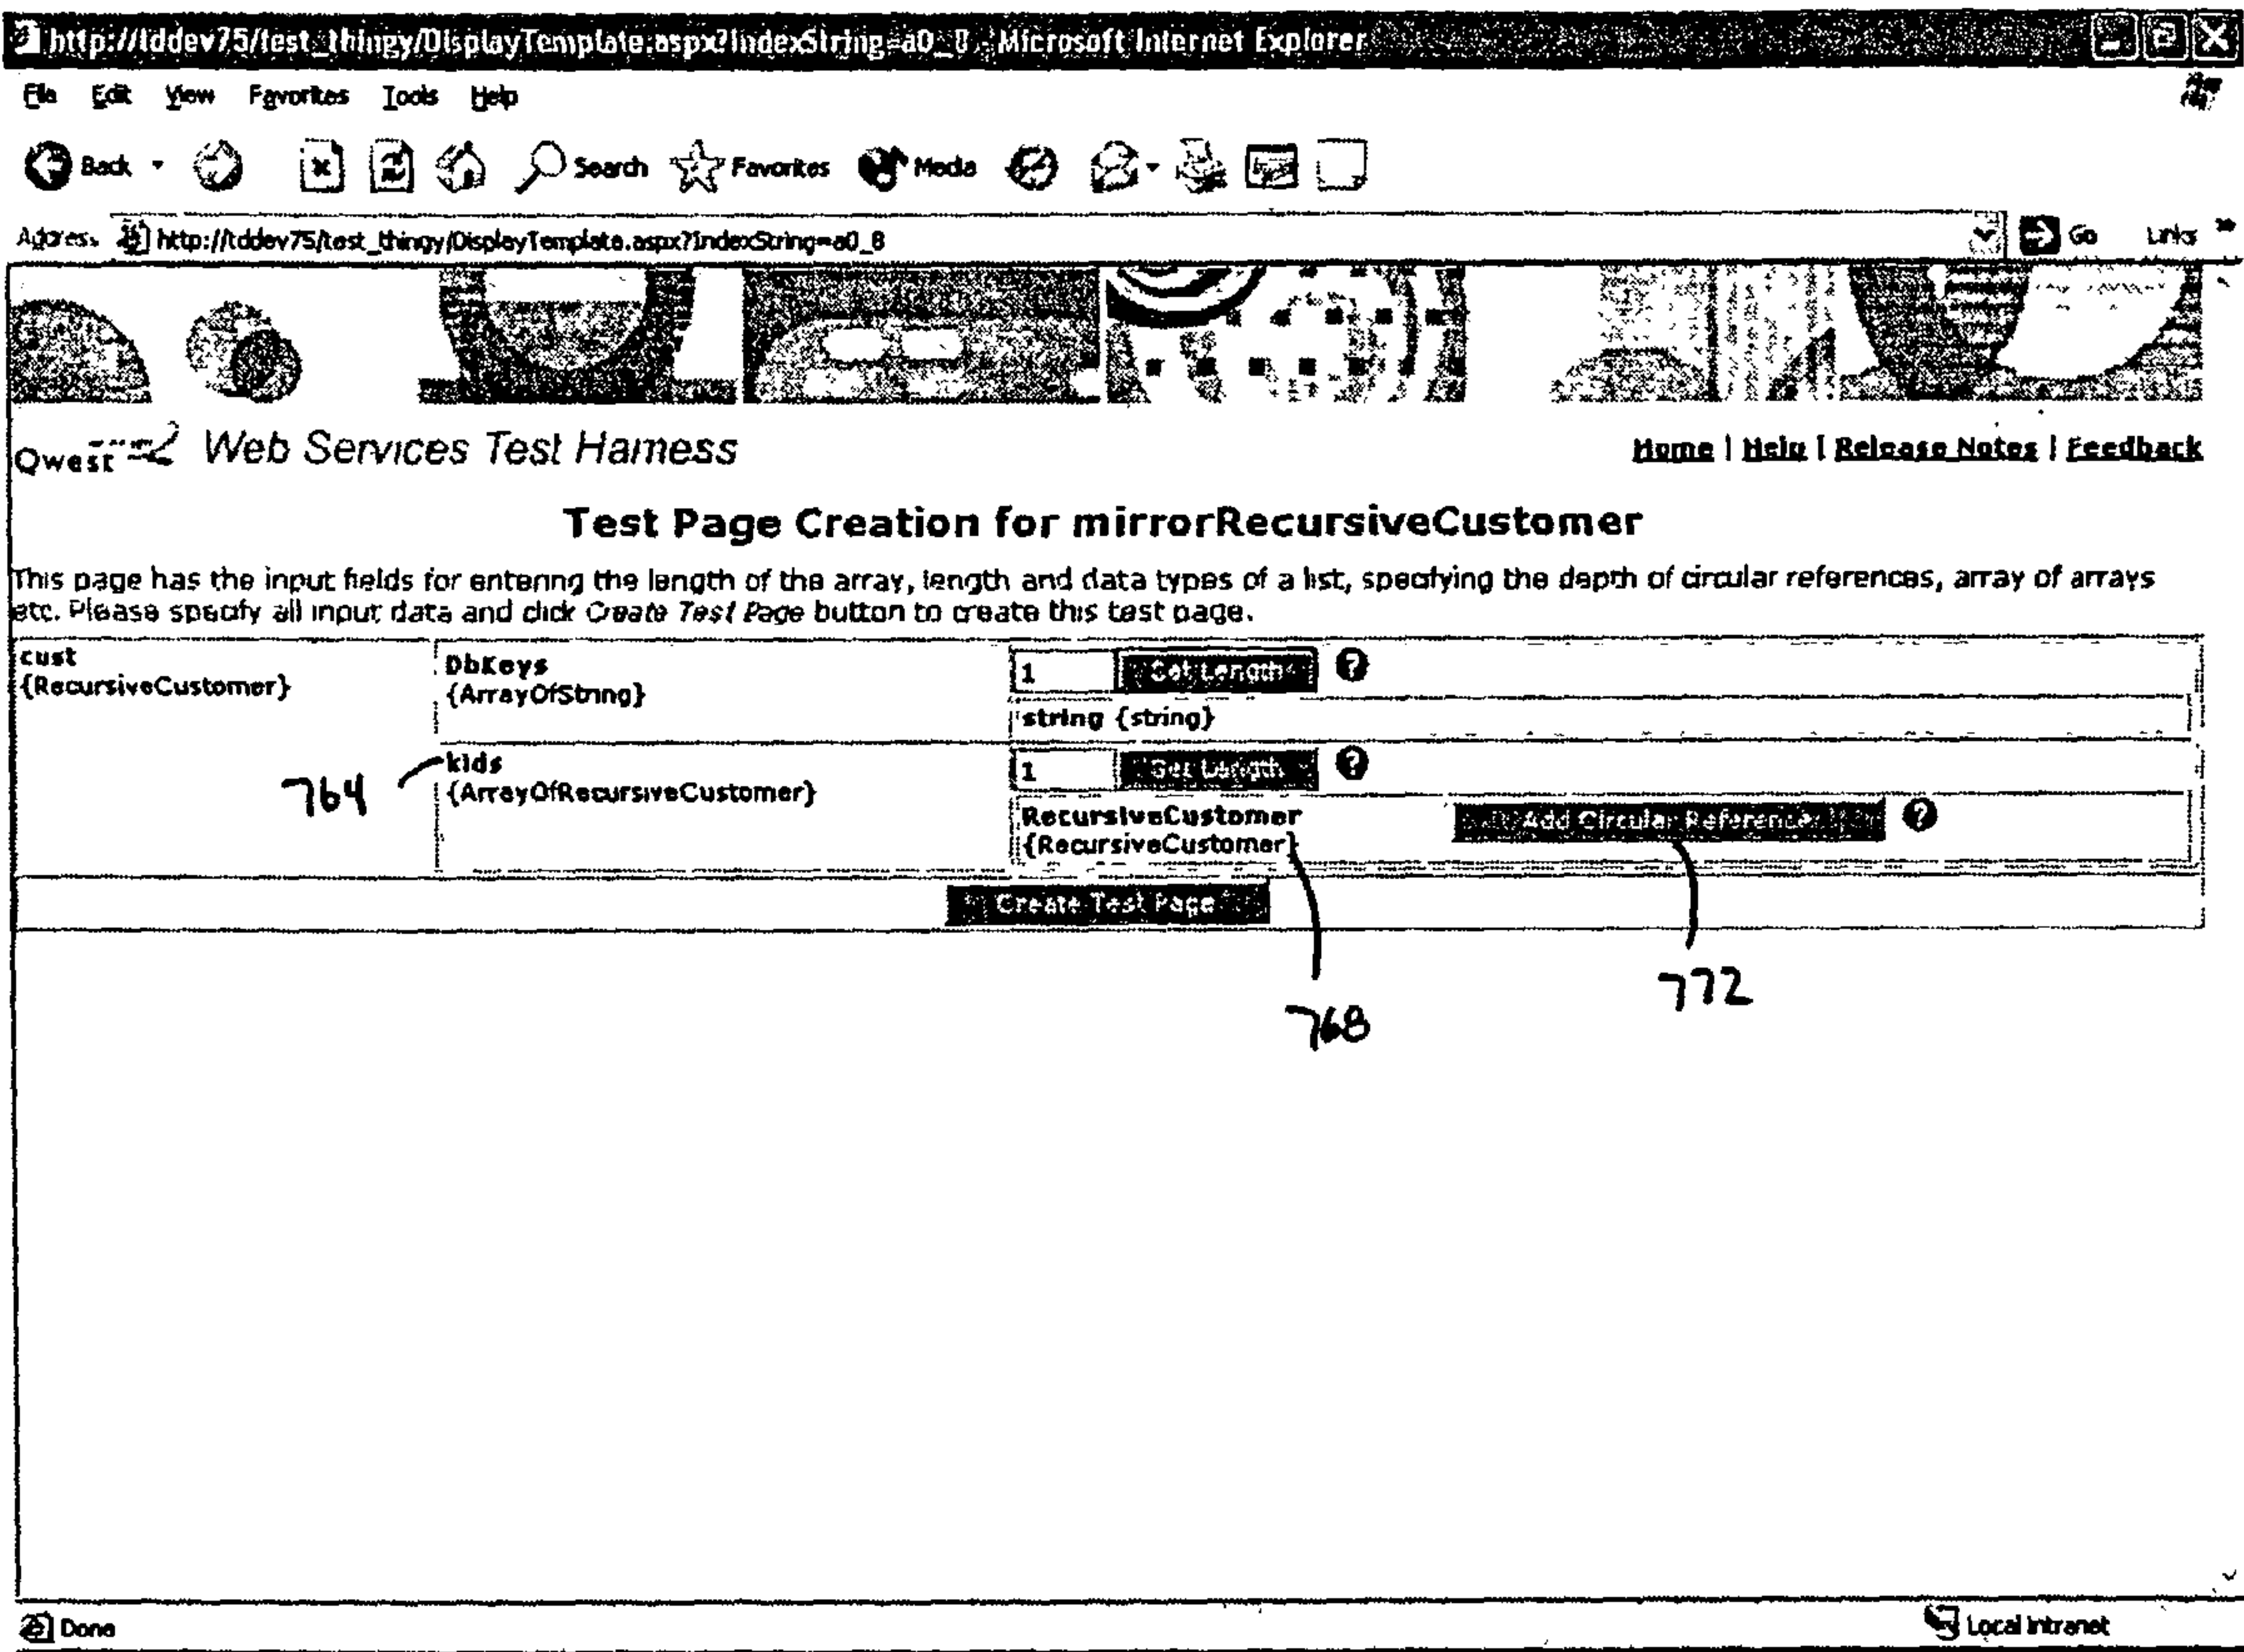 http://tddev75/test_thingy/DisplayTemplate.aspx?IndexString=a0_8 - Microsoft Internet Explorer
File Edit View Favorites Tools Help
Back Search Favorites Media
Address http://tddev75/test_thingy/DisplayTemplate.aspx?IndexString=a0_8 Go Links »
Qwest Web Services Test Harness
Home | Help | Release Notes | Feedback
Test Page Creation for mirrorRecursiveCustomer
This page has the input fields for entering the length of the array, length and data types of a list, specifying the depth of circular references, array of arrays
etc. Please specify all input data and click Create Test Page button to create this test page.
cust
{RecursiveCustomer}
DbKeys
{ArrayOfString}
1 Set Length ?
string {string}
kids
{ArrayOfRecursiveCustomer}
1 Set Length ?
RecursiveCustomer
{RecursiveCustomer}
Add Circular Reference ?
764
Create Test Page
768
772
Done
Local intranet